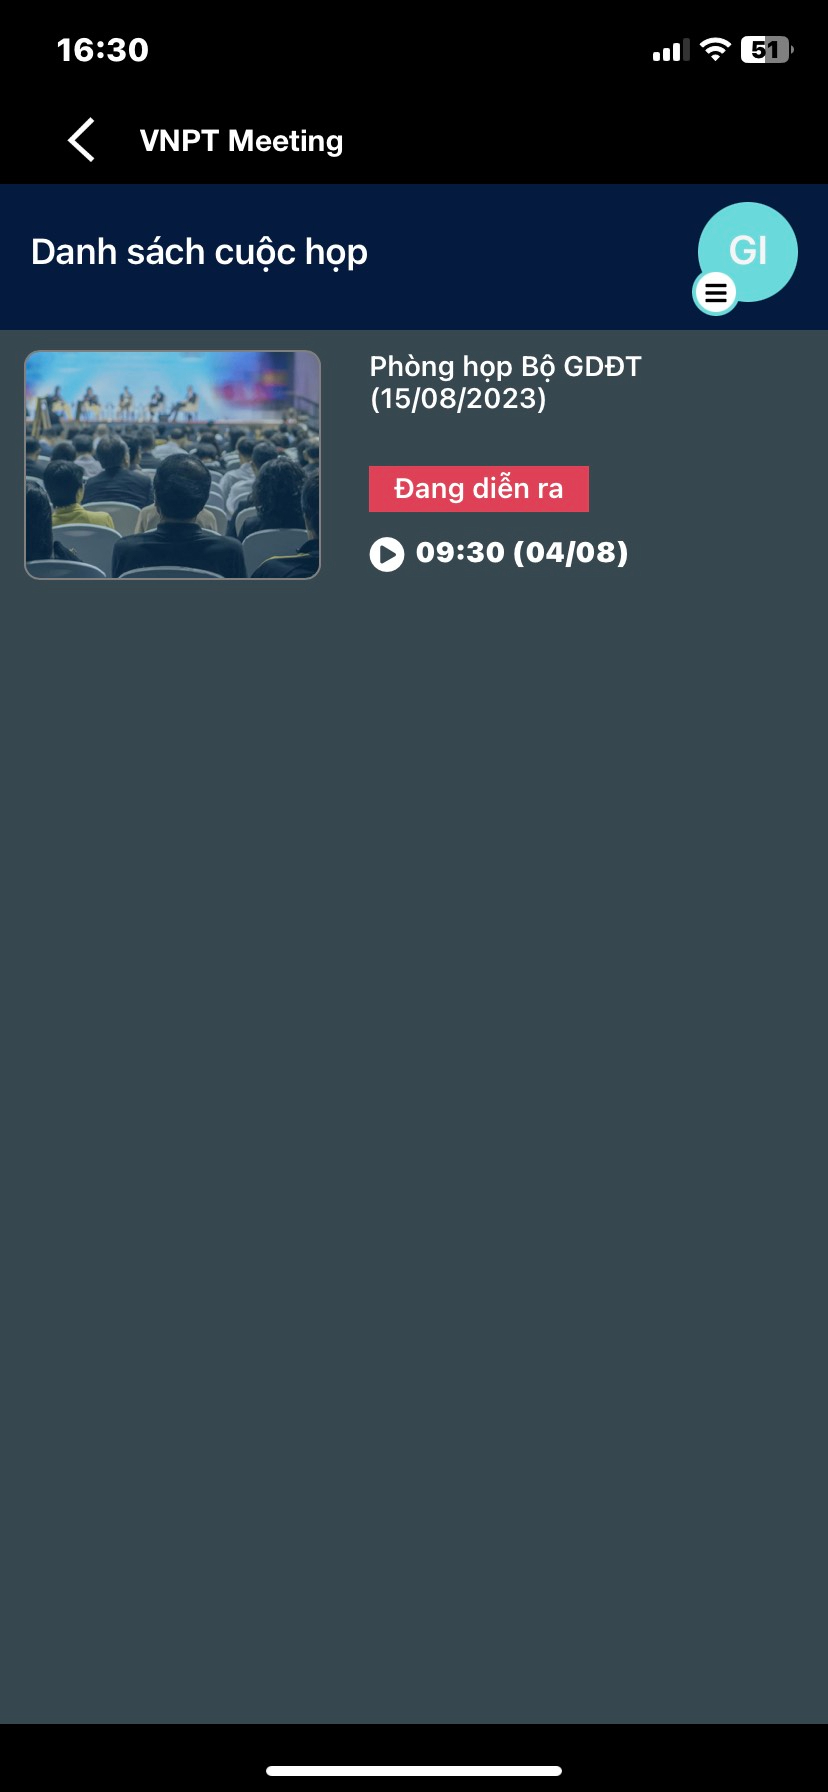 16:30
51
VNPT Meeting
Danh sách cuộc họp
GI
Phòng họp Bộ GDĐT
(15/08/2023)
Đang diễn ra
09:30 (04/08)